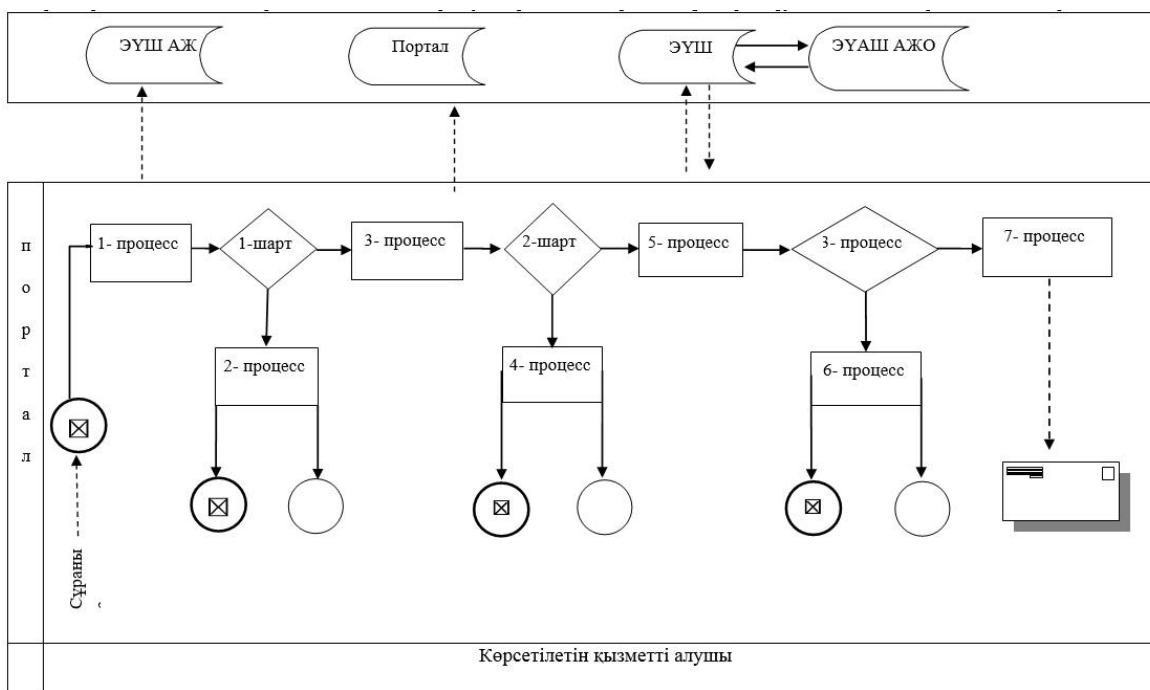 ЭҮШ АЖ
Портал
ЭҮШ
ЭҮАШ АЖО
портал
1- процесс
1-шарт
3- процесс
2-шарт
5- процесс
3- процесс
7- процесс
2- процесс
4- процесс
6- процесс
Сұраны
Көрсетілетін қызметті алушы